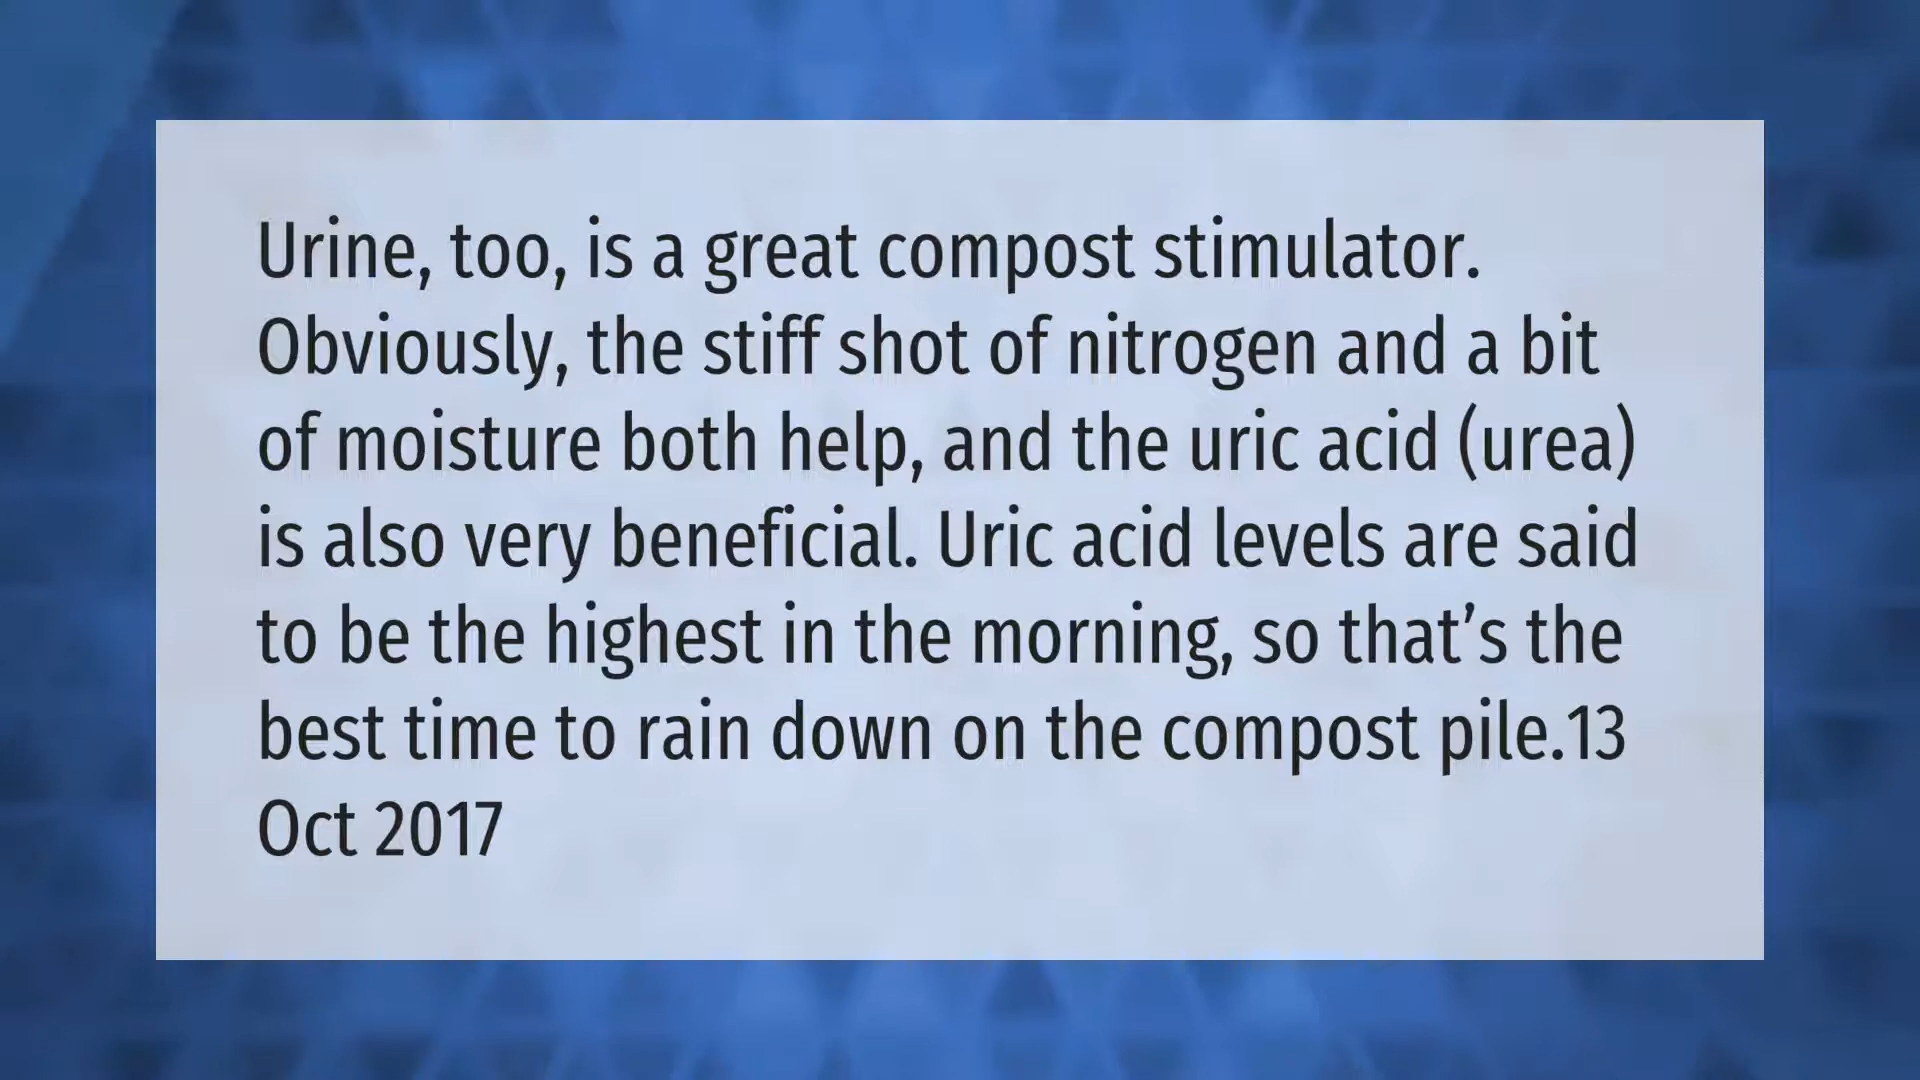 Urine, too, is a great compost stimulator.
Obviously, the stiff shot of nitrogen and a bit
of moisture both help, and the uric acid (urea)
is also very beneficial. Uric acid levels are said
to be the highest in the morning, so that’s the
best time to rain down on the compost pile.13
Oct 2017